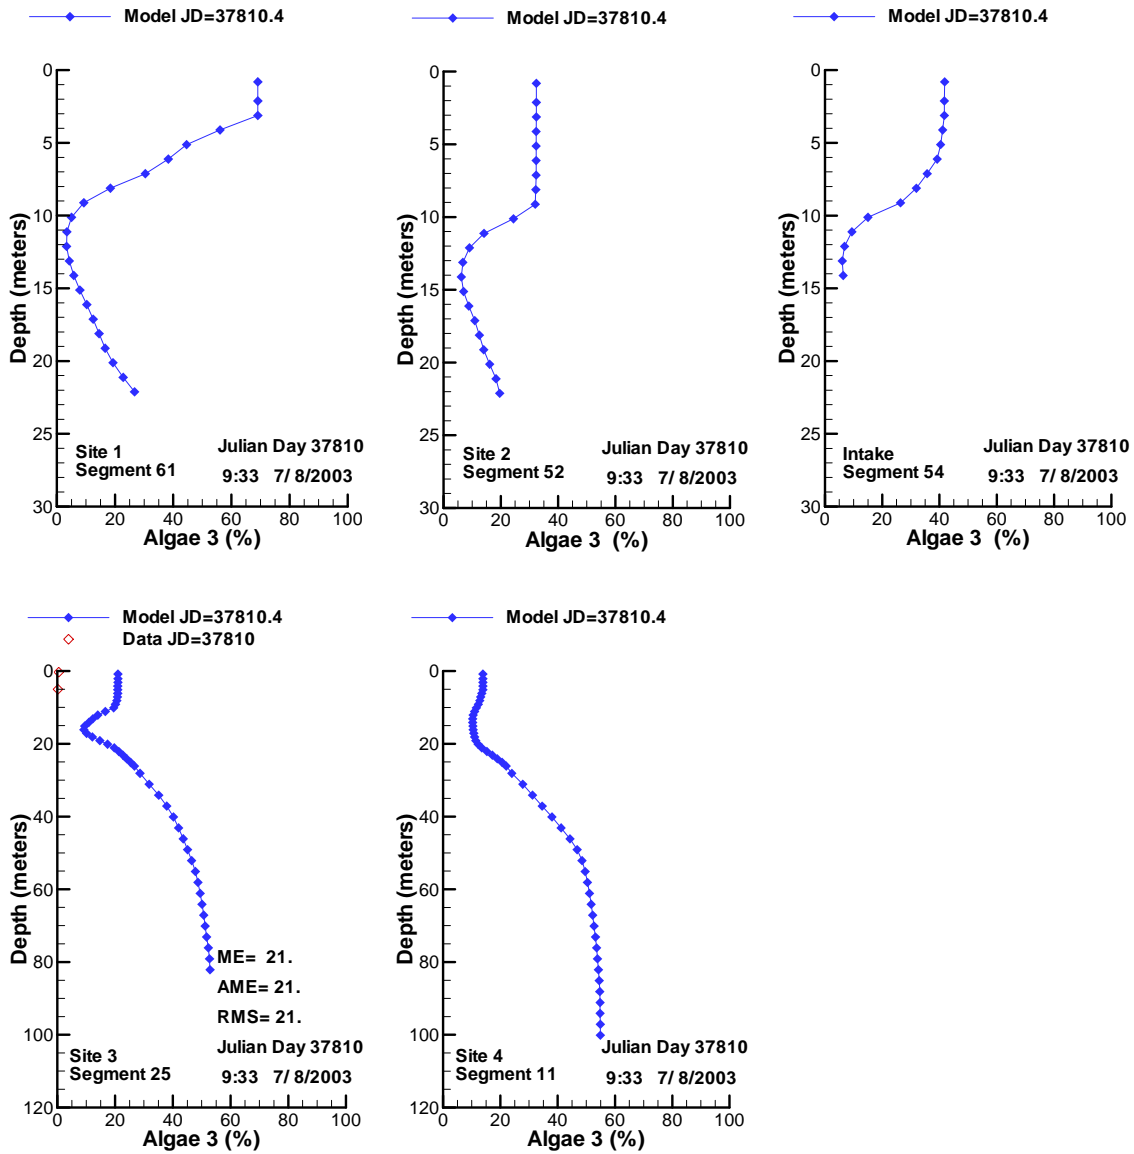 Model JD=37810.4
0
5
10
15
20
25
30
Depth (meters)
Site 1
Segment 61
Julian Day 37810
9:33 7/ 8/2003
0 20 40 60 80 100
Algae 3 (%)
Model JD=37810.4
0
5
10
15
20
25
30
Depth (meters)
Site 2
Segment 52
Julian Day 37810
9:33 7/ 8/2003
0 20 40 60 80 100
Algae 3 (%)
Model JD=37810.4
0
5
10
15
20
25
30
Depth (meters)
Intake
Segment 54
Julian Day 37810
9:33 7/ 8/2003
0 20 40 60 80 100
Algae 3 (%)
Model JD=37810.4
Data JD=37810
0
20
40
60
80
100
120
Depth (meters)
ME= 21.
AME= 21.
RMS= 21.
Site 3
Segment 25
Julian Day 37810
9:33 7/ 8/2003
0 20 40 60 80 100
Algae 3 (%)
Model JD=37810.4
0
20
40
60
80
100
120
Depth (meters)
Site 4
Segment 11
Julian Day 37810
9:33 7/ 8/2003
0 20 40 60 80 100
Algae 3 (%)